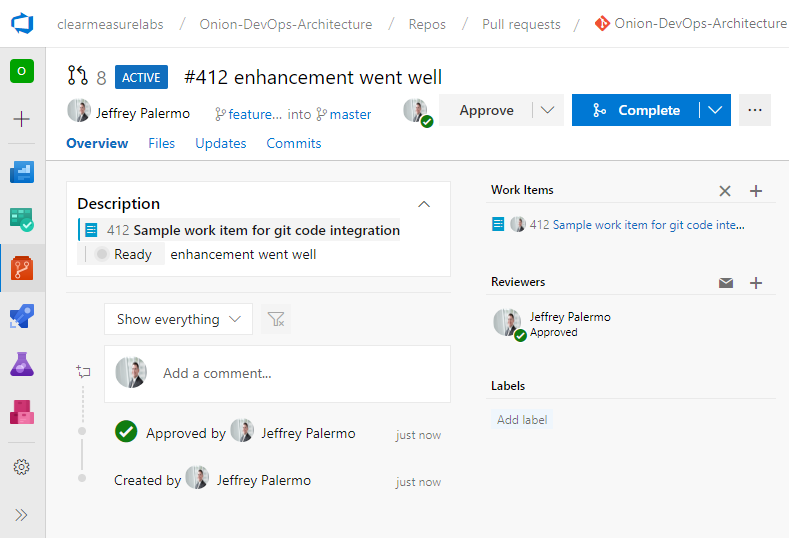 clearmeasurelabs / Onion-DevOps-Architecture / Repos / Pull requests / Onion-DevOps-Architecture
O
8 ACTIVE #412 enhancement went well
Jeffrey Palermo feature... into master Approve Complete ...
Overview Files Updates Commits
Description
412 Sample work item for git code integration
Ready enhancement went well
Show everything
Add a comment...
Approved by Jeffrey Palermo just now
Created by Jeffrey Palermo just now
Work Items
412 Sample work item for git code inte...
Reviewers
Jeffrey Palermo
Approved
Labels
Add label